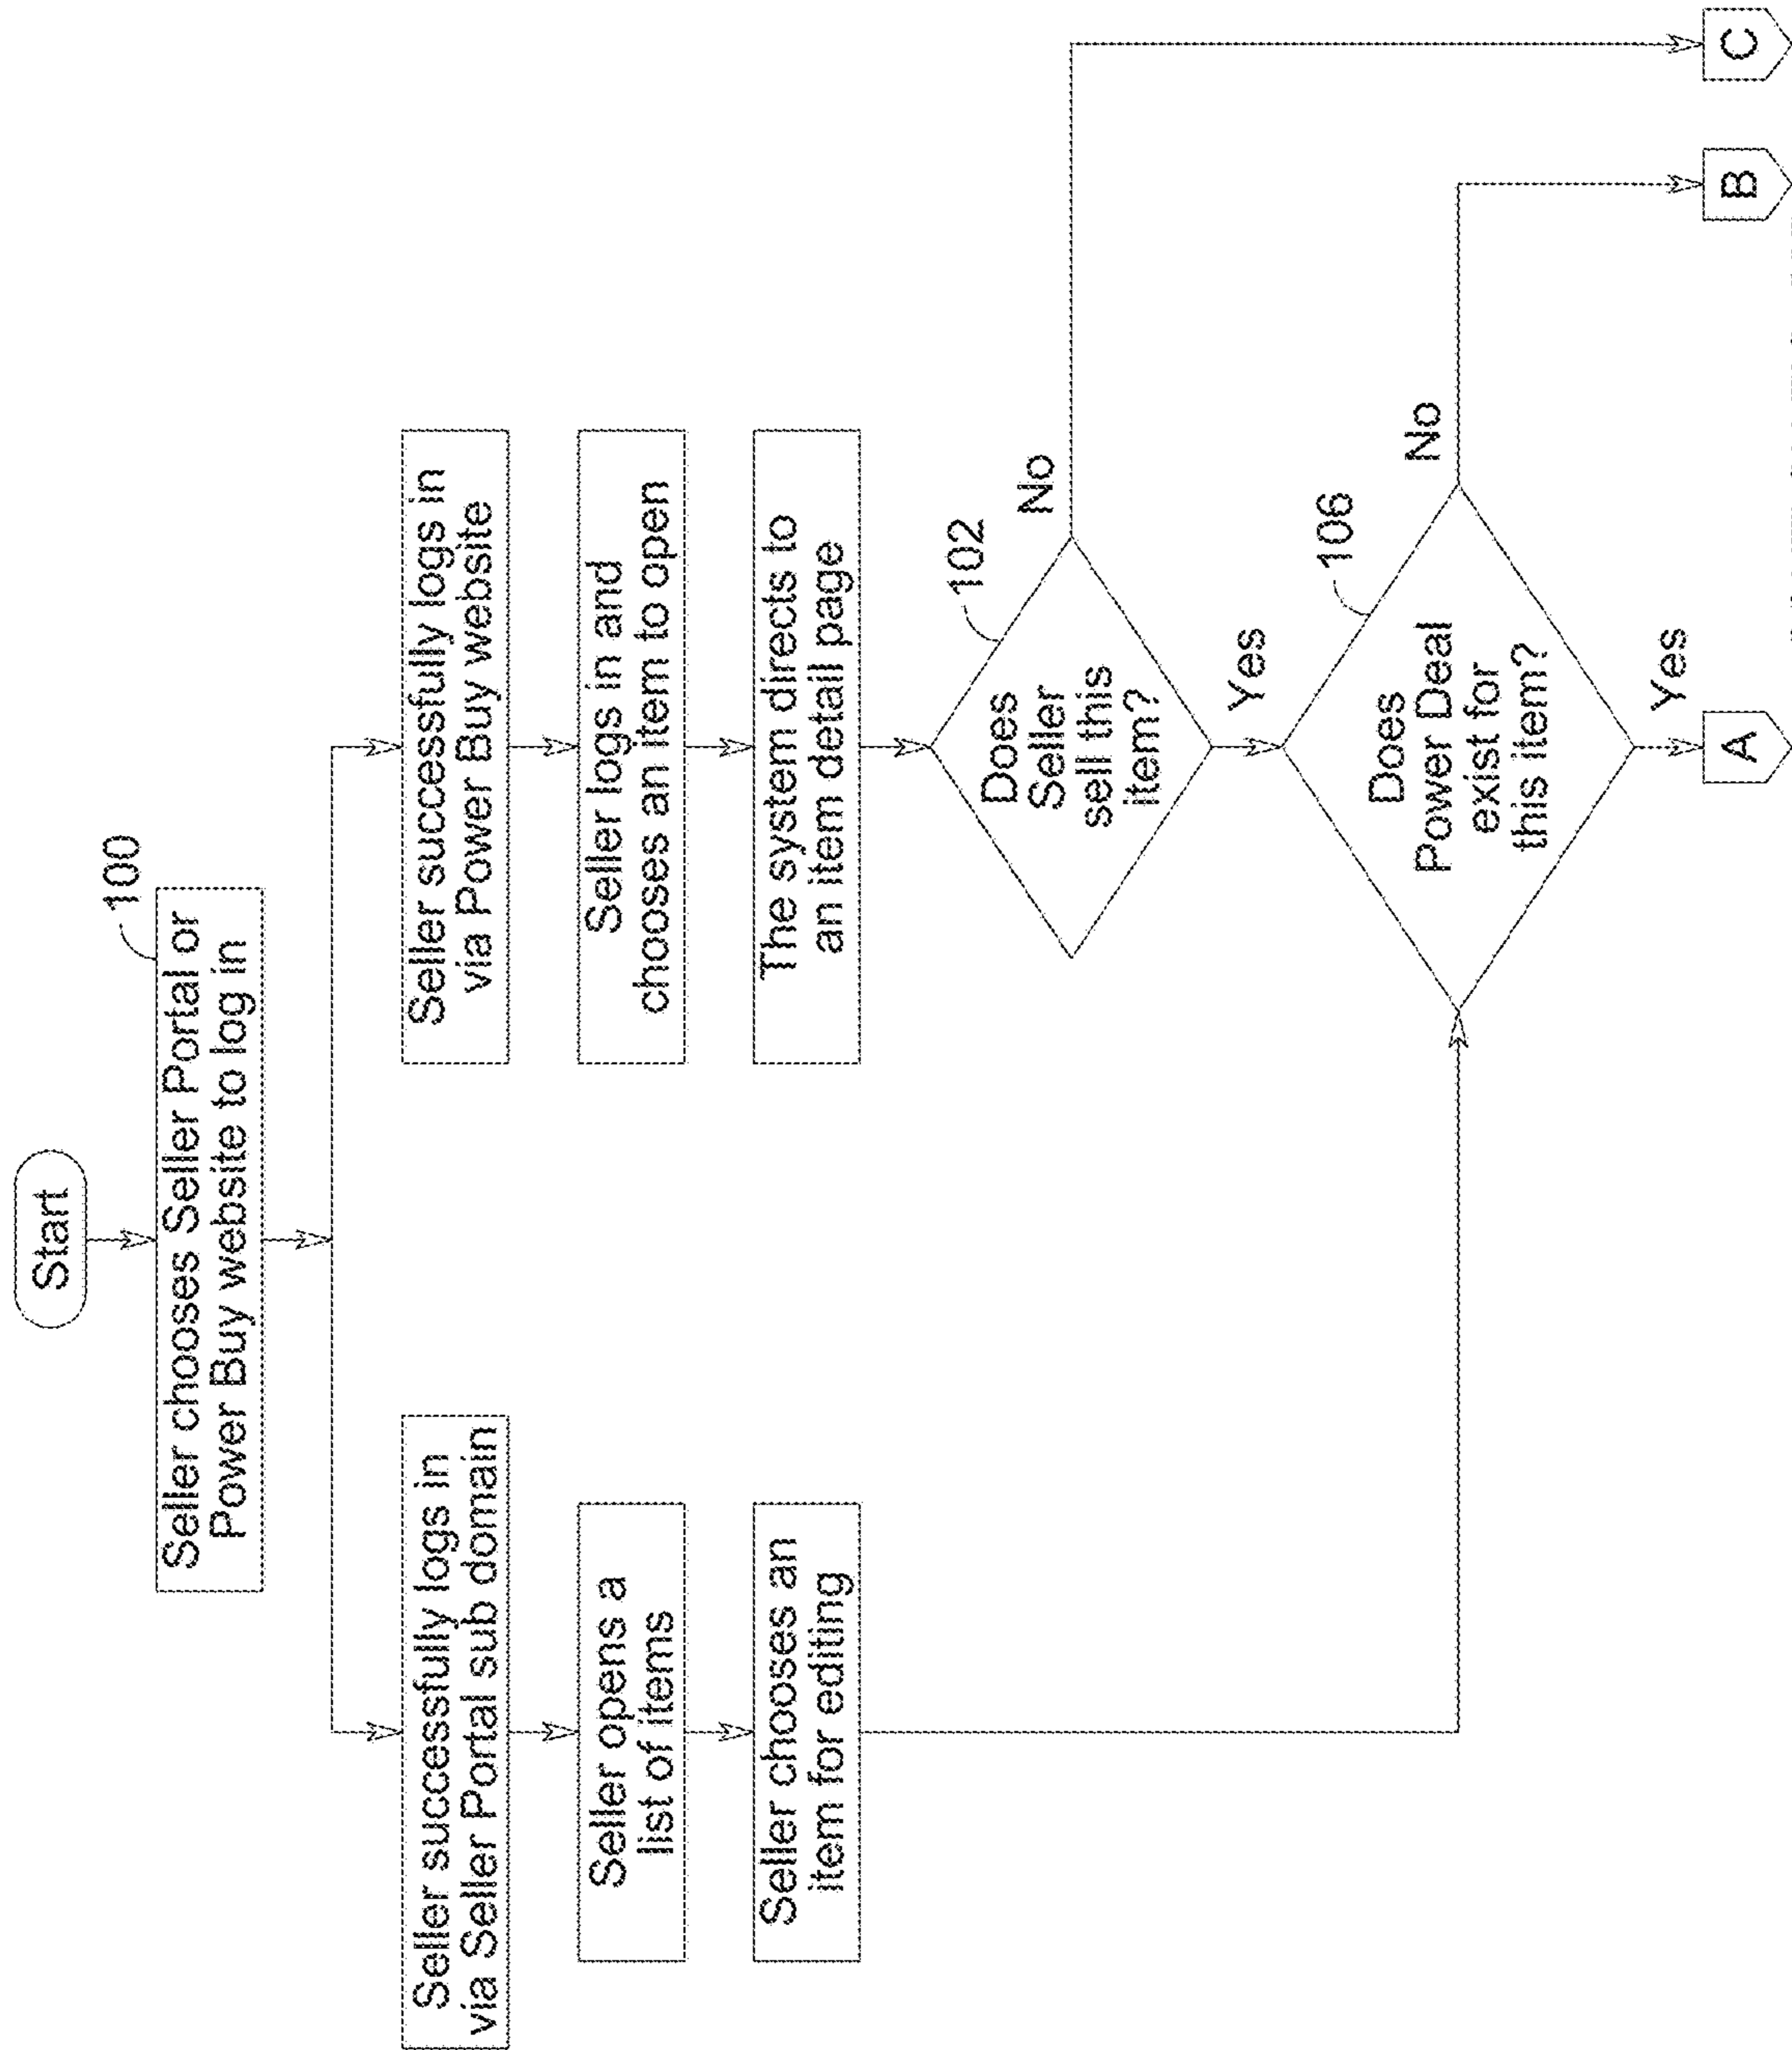 Start
100
Seller chooses Seller Portal or
Power Buy website to log in
Seller successfully logs in
via Seller Portal sub domain
Seller opens a
list of items
Seller chooses an
item for editing
Seller successfully logs in
via Power Buy website
Seller logs in and
chooses an item to open
The system directs to
an item detail page
102
Does
Seller
sell this
item?
No
Yes
106
Does
Power Deal
exist for
this item?
No
Yes
A
B
C